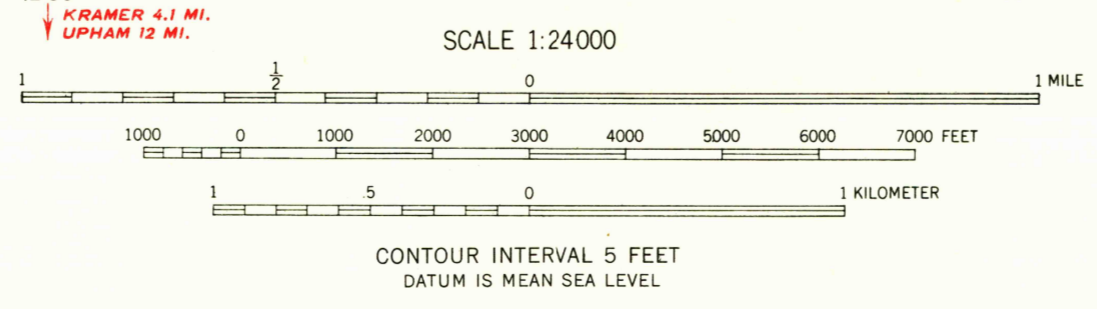 KRAMER 4.1 MI.
UPHAM 12 MI.
SCALE 1:24000
1 1/2 0 1 MILE
1000 0 1000 2000 3000 4000 5000 6000 7000 FEET
1 .5 0 1 KILOMETER
CONTOUR INTERVAL 5 FEET
DATUM IS MEAN SEA LEVEL